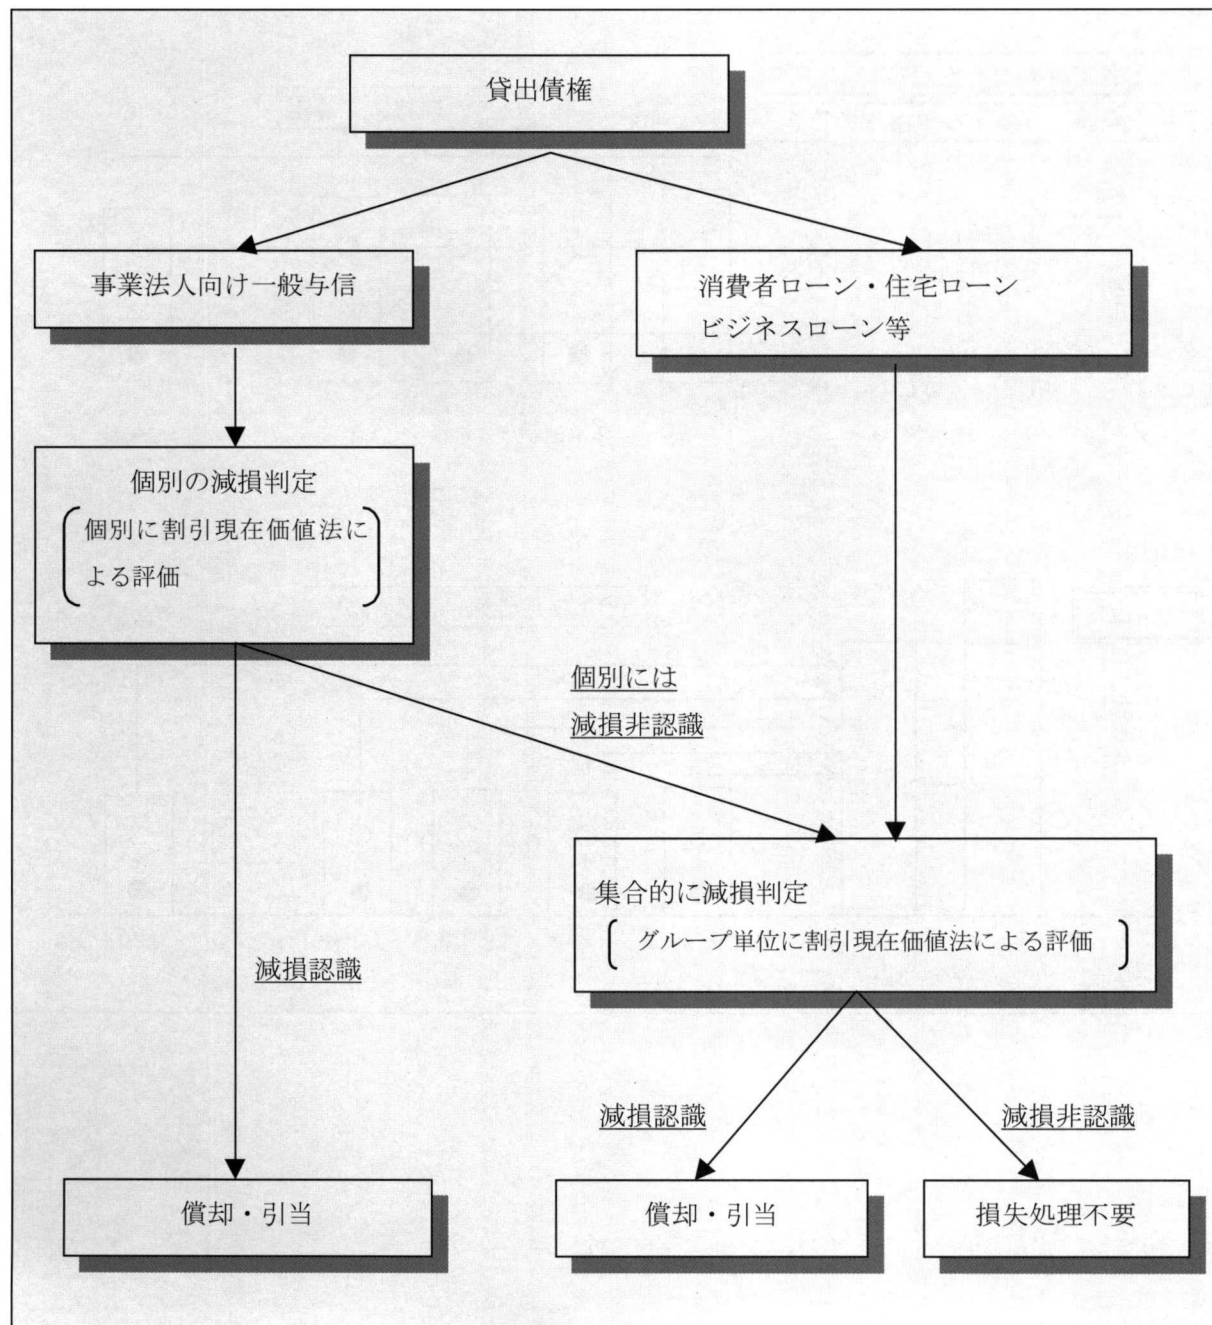 貸出債権
事業法人向け一般与信
消費者ローン・住宅ローン
ビジネスローン等
個別の減損判定
個別に割引現在価値法に
よる評価
個別には
減損非認識
集合的に減損判定
グループ単位に割引現在価値法による評価
減損認識
減損認識
減損非認識
償却・引当
償却・引当
損失処理不要